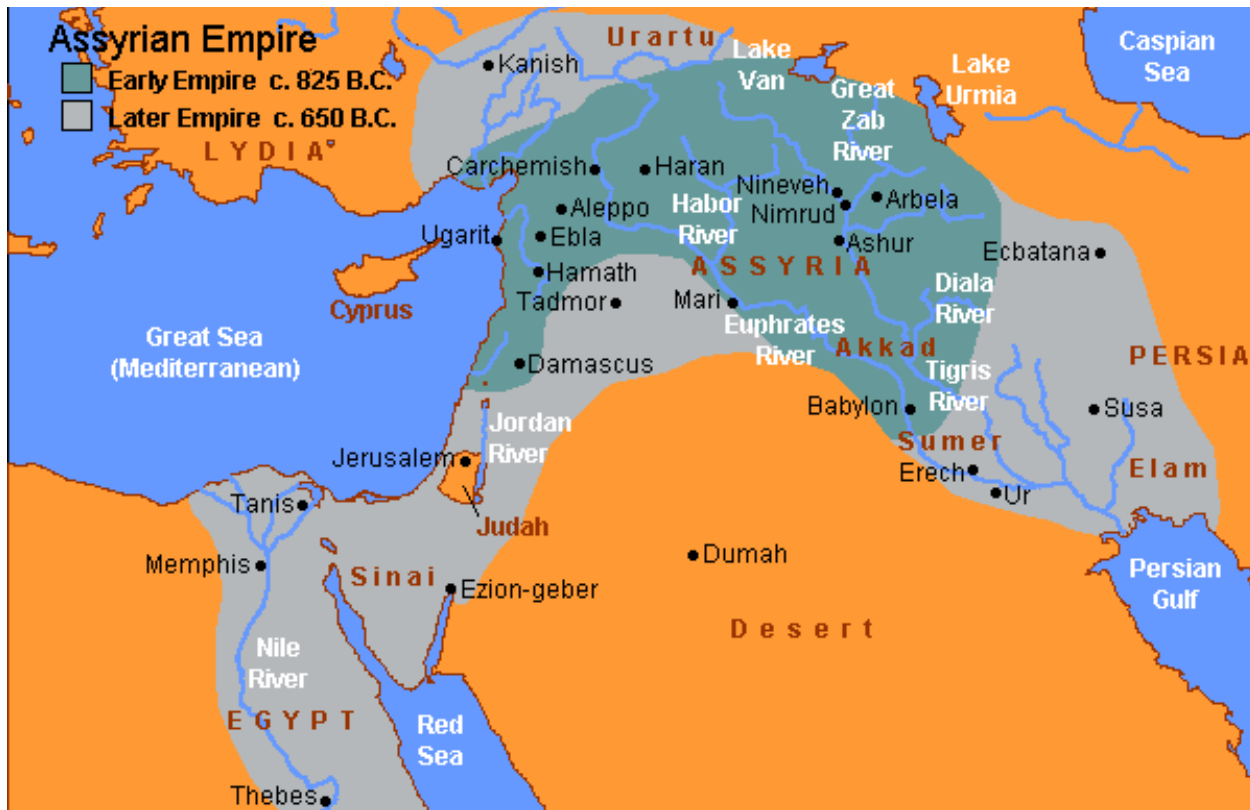 Assyrian Empire
Early Empire c. 825 B.C.
Later Empire c. 650 B.C.
Urartu
Kanish
Lake
Van
Lake
Urmia
Caspian
Sea
Great
Zab
River
LYDIA
Carchemish
Haran
Nineveh
Nimrud
Arbela
Aleppo
Habor
River
Ugarit
Ebla
Ashur
Ecbatana
ASSYRIA
Hamath
Tadmor
Mari
Diala
River
Cyprus
Great Sea
(Mediterranean)
Euphrates
River
Akkad
PERSIA
Damascus
Tigris
River
Babylon
Susa
Jordan
River
Sumer
Jerusalem
Erech
Elam
Ur
Tanis
Judah
Memphis
Sinai
Dumah
Ezion-geber
Persian
Gulf
Desert
Nile
River
EGYPT
Red
Sea
Thebes